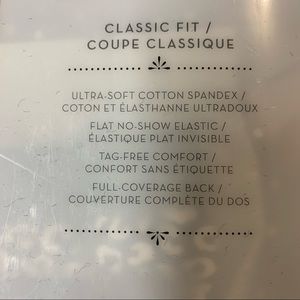 CLASSIC FIT /
COUPE CLASSIQUE
ULTRA-SOFT COTTON SPANDEX /
COTON ET ÉLASTHANNE ULTRADOUX
FLAT NO-SHOW ELASTIC /
ÉLASTIQUE PLAT INVISIBLE
TAG-FREE COMFORT /
CONFORT SANS ÉTIQUETTE
FULL-COVERAGE BACK /
COUVERTURE COMPLÈTE DU DOS